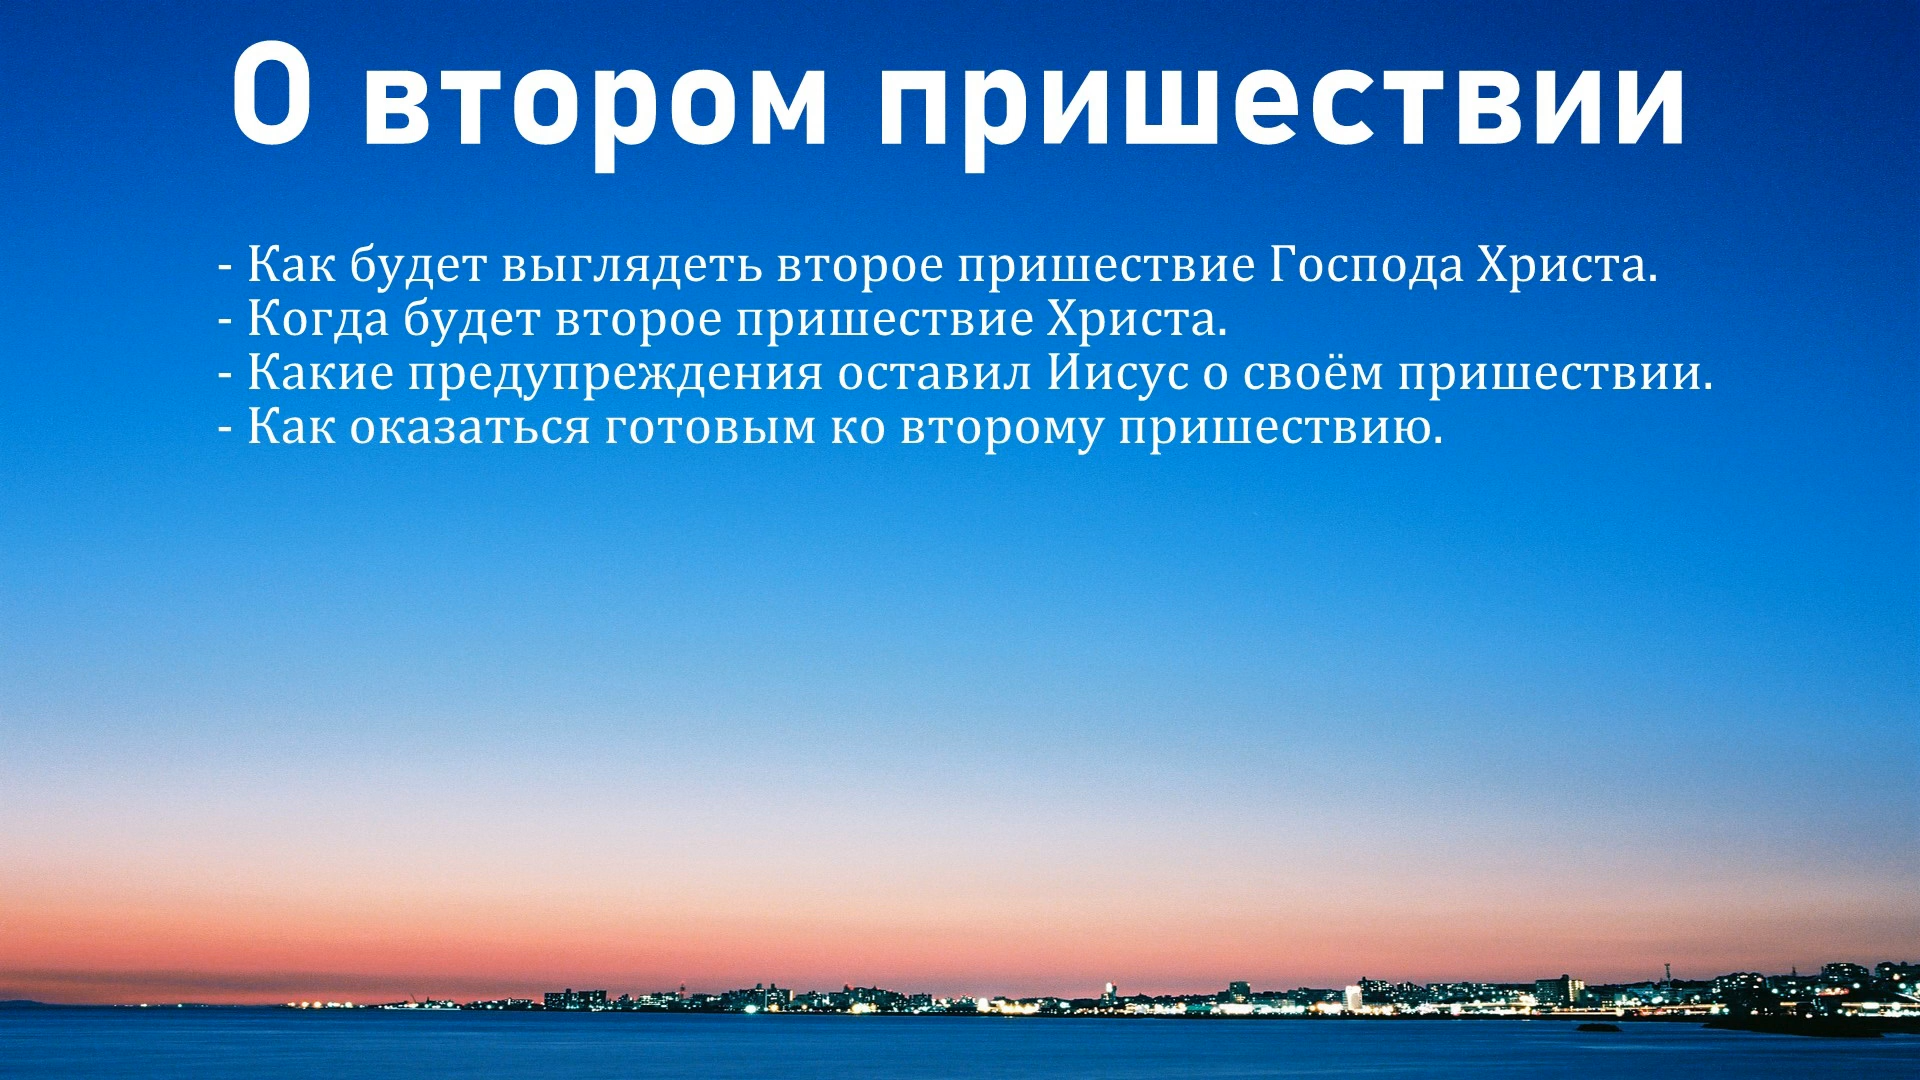 О втором пришествии
- Как будет выглядеть второе пришествие Господа Христа.
- Когда будет второе пришествие Христа.
- Какие предупреждения оставил Иисус о своём пришествии.
- Как оказаться готовым ко второму пришествию.